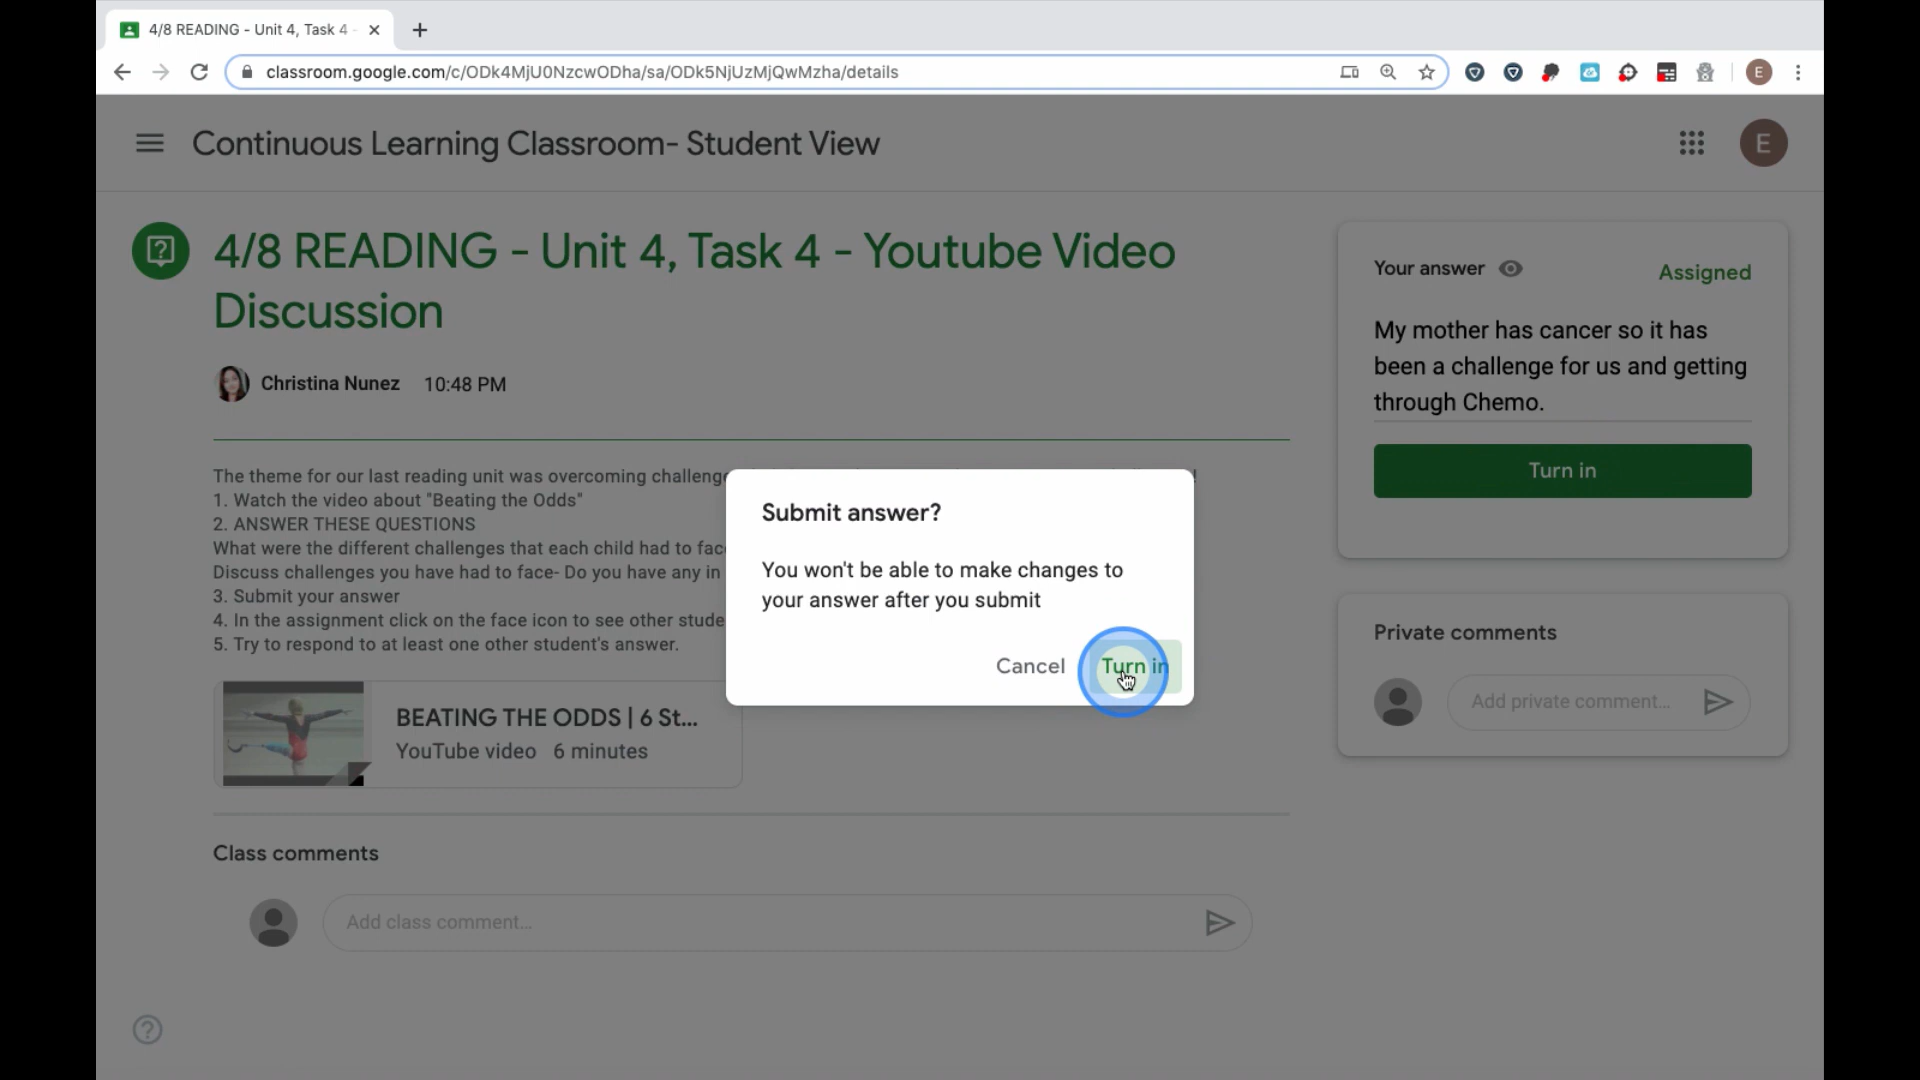 4/8 READING - Unit 4, Task 4 -
classroom.google.com/c/ODk4MjU0NzcwODha/sa/ODk5NjUzMjQwMzha/details
E
Continuous Learning Classroom- Student View
E
4/8 READING - Unit 4, Task 4 - Youtube Video
Discussion
Christina Nunez 10:48 PM
The theme for our last reading unit was overcoming
1. Watch the video about "Beating the Odds"
2. ANSWER THESE QUESTIONS
What were the different challenges that each child had to
Discuss challenges you have had to face- Do you have any in
3. Submit your answer
4. In the assignment click on the face icon to see other
5. Try to respond to at least one other student's answer.
BEATING THE ODDS | 6 St...
YouTube video 6 minutes
Class comments
Add class comment...
Submit answer?
You won't be able to make changes to
your answer after you submit
Cancel Turn in
Your answer Assigned
My mother has cancer so it has
been a challenge for us and getting
through Chemo.
Turn in
Private comments
Add private comment...